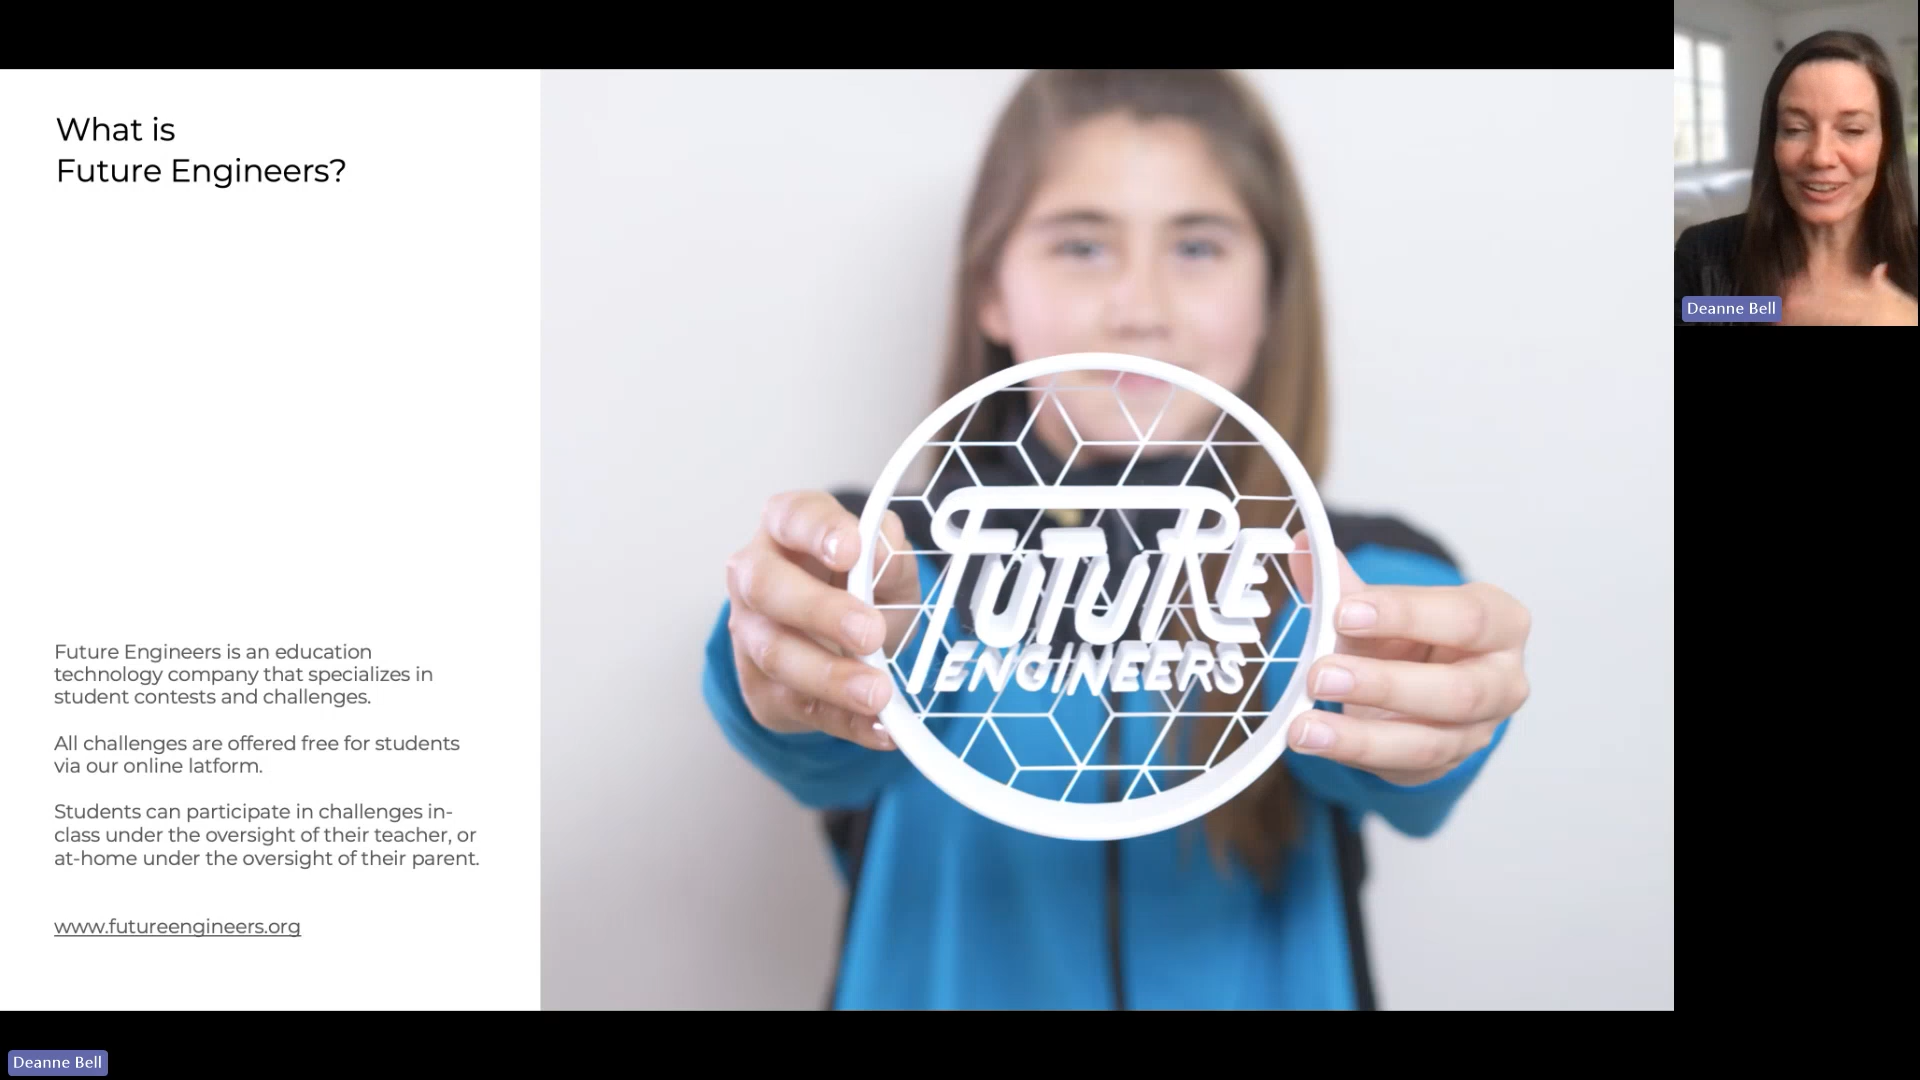 What is
Future Engineers?
Future Engineers is an education
technology company that specializes in
student contests and challenges.
All challenges are offered free for students
via our online latform.
Students can participate in challenges in-
class under the oversight of their teacher, or
at-home under the oversight of their parent.
www.futureengineers.org
FUTURE
ENGINEERS
Deanne Bell
Deanne Bell